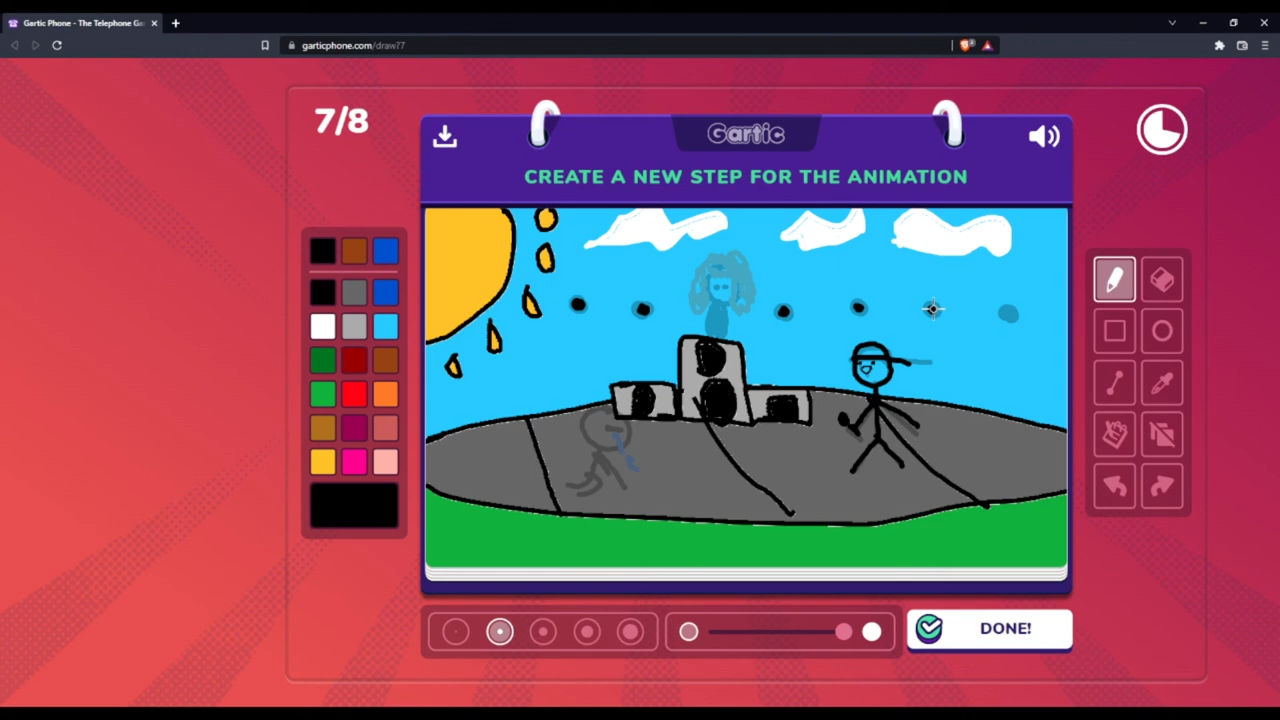 Gartic Phone - The Telephone Ga
garticphone.com/draw77
7/8
Gartic
CREATE A NEW STEP FOR THE ANIMATION
DONE!